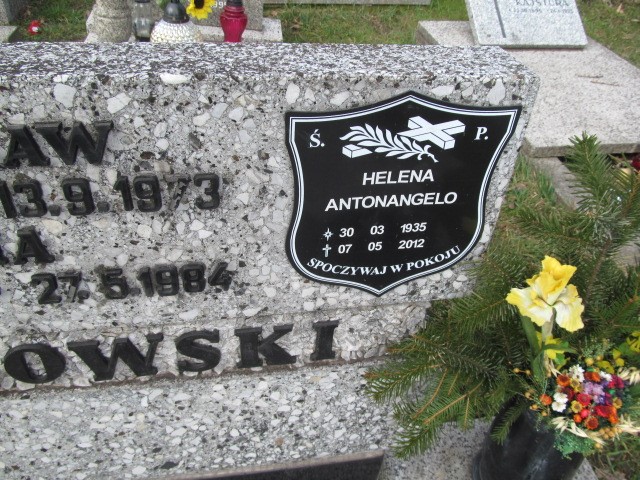 AW
13.9.1973
A
27.5.1984
OWSKI
Ś. P.
HELENA
ANTONANGELO
30 03 1935
07 05 2012
SPOCZYWAJ W POKOJU